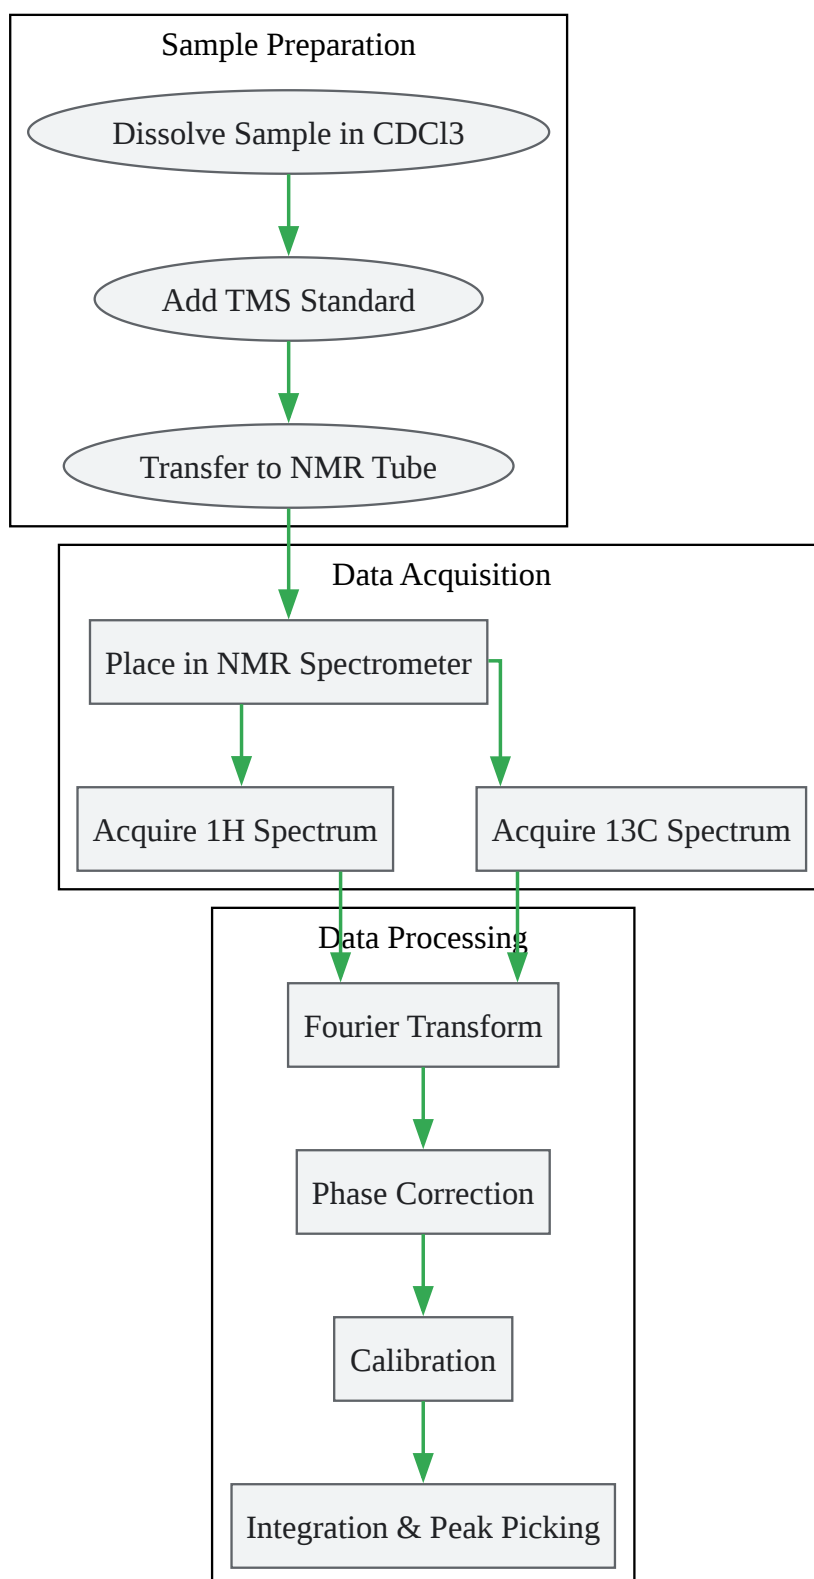 Sample Preparation
Dissolve Sample in CDCl3
Add TMS Standard
Transfer to NMR Tube
Data Acquisition
Place in NMR Spectrometer
Acquire 1H Spectrum
Acquire 13C Spectrum
Data Processing
Fourier Transform
Phase Correction
Calibration
Integration & Peak Picking